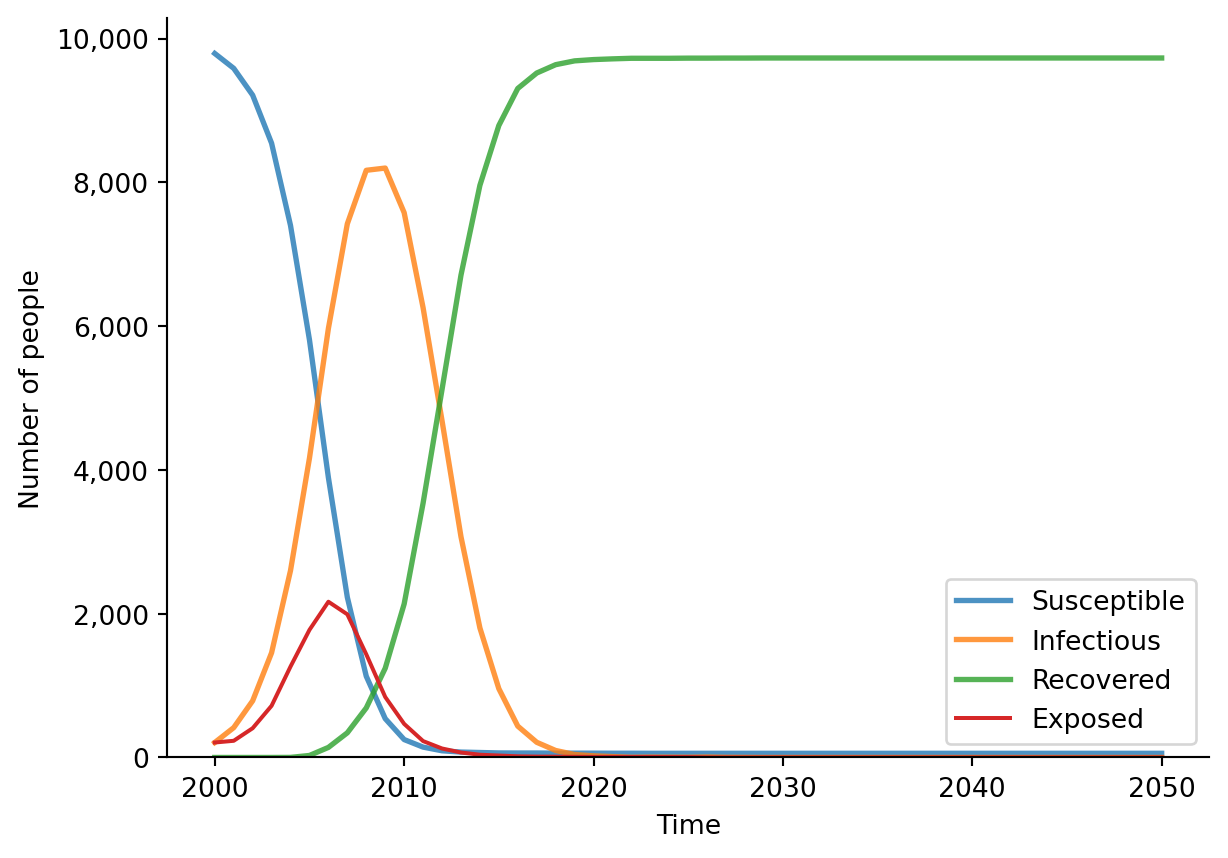 10,000
8,000
6,000
4,000
2,000
0
Number of people
2000 2010 2020 2030 2040 2050
Time
Susceptible
Infectious
Recovered
Exposed